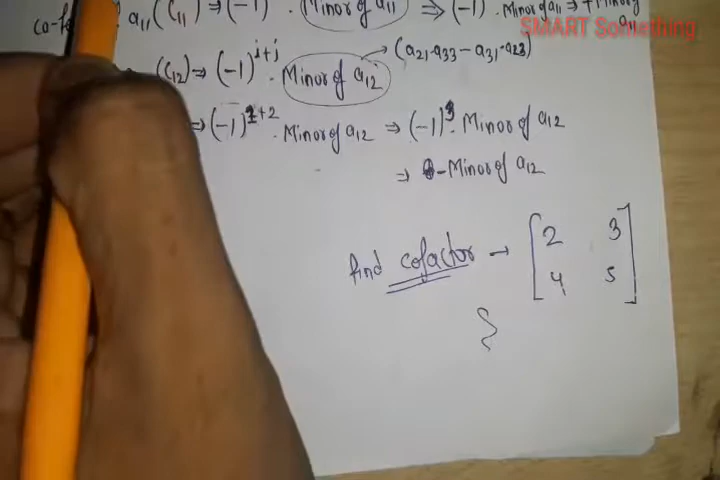 co-f a₁₁ (C₁₁) ⇒ (-1) . Minor of a₁₁ ⇒ (-1) . Minor of a₁₁ ⇒ + Minor of a₁₁
SMART Something
(C₁₂) ⇒ (-1)^(i+j) Minor of a₁₂ → (a₂₁.a₃₃ - a₃₁.a₂₃)
⇒ (-1)^(1+2) . Minor of a₁₂ ⇒ (-1)³ . Minor of a₁₂
⇒ - Minor of a₁₂
find cofactor → [2 3
4 5]